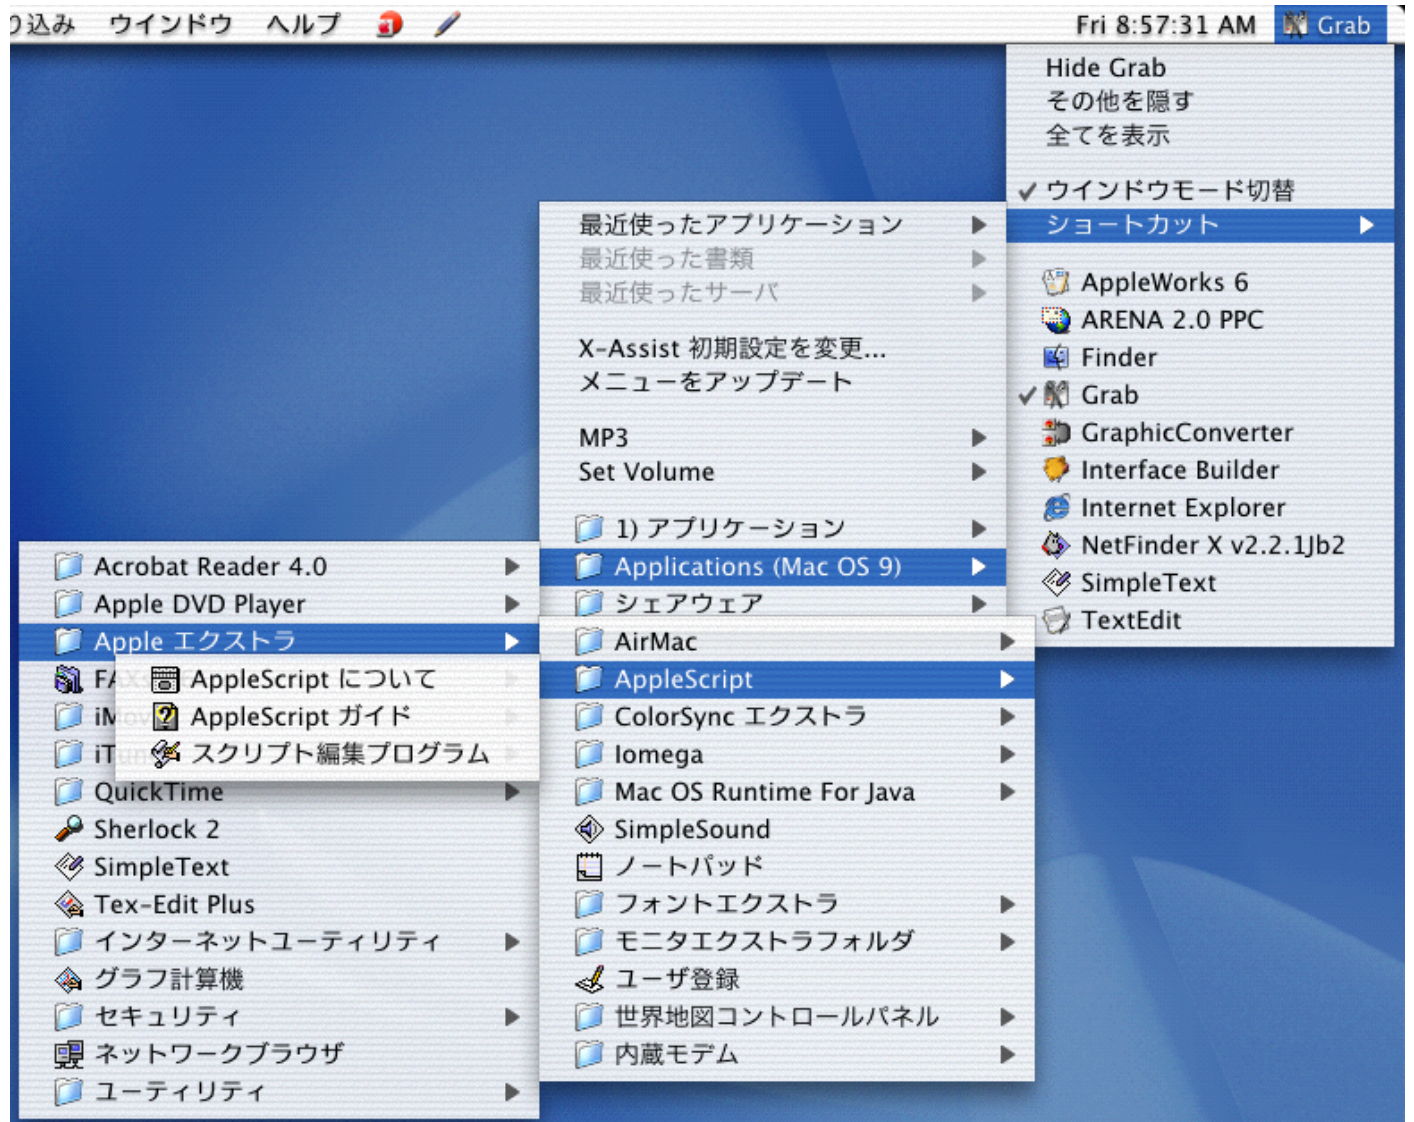 り込み ウインドウ ヘルプ Fri 8:57:31 AM Grab
Hide Grab
その他を隠す
全てを表示
ウインドウモード切替
ショートカット
AppleWorks 6
ARENA 2.0 PPC
Finder
Grab
GraphicConverter
Interface Builder
Internet Explorer
NetFinder X v2.2.1Jb2
SimpleText
TextEdit
最近使ったアプリケーション
最近使った書類
最近使ったサーバ
X-Assist 初期設定を変更...
メニューをアップデート
MP3
Set Volume
1) アプリケーション
Applications (Mac OS 9)
シェアウェア
Acrobat Reader 4.0
Apple DVD Player
Apple エクストラ
FAX
iMov
iTun
QuickTime
Sherlock 2
SimpleText
Tex-Edit Plus
インターネットユーティリティ
グラフ計算機
セキュリティ
ネットワークブラウザ
ユーティリティ
AirMac
AppleScript
ColorSync エクストラ
Iomega
Mac OS Runtime For Java
SimpleSound
ノートパッド
フォントエクストラ
モニタエクストラフォルダ
ユーザ登録
世界地図コントロールパネル
内蔵モデム
AppleScript について
AppleScript ガイド
スクリプト編集プログラム